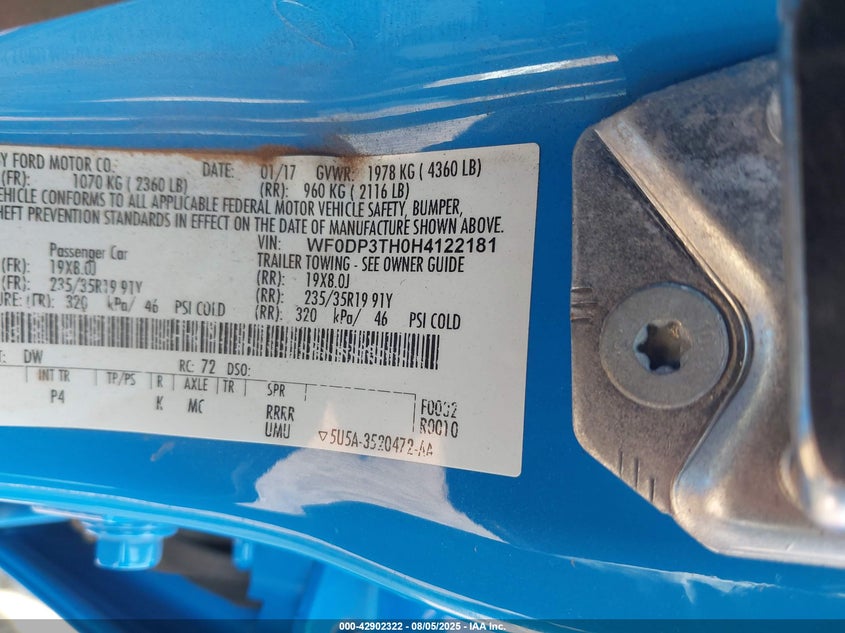 Y FORD MOTOR CO. DATE: 01/17 GVWR: 1978 KG ( 4360 LB)
(FR): 1070 KG ( 2360 LB) (RR): 960 KG ( 2116 LB)
EHICLE CONFORMS TO ALL APPLICABLE FEDERAL MOTOR VEHICLE SAFETY, BUMPER,
HEFT PREVENTION STANDARDS IN EFFECT ON THE DATE OF MANUFACTURE SHOWN ABOVE.
VIN: WF0DP3TH0H4122181
Passenger Car TRAILER TOWING - SEE OWNER GUIDE
(FR): 19X8.0J (RR): 19X8.0J
(FR): 235/35R19 91Y (RR): 235/35R19 91Y
URE: (FR): 320 kPa/ 46 PSI COLD (RR): 320 kPa/ 46 PSI COLD
T: DW RC: 72 DSO:
INT TR TP/PS R AXLE TR SPR
P4 K MC RRRR F0002
UMU R0010
5U5A-3520472-AA
000-42902322 - 08/05/2025 - IAA Inc.